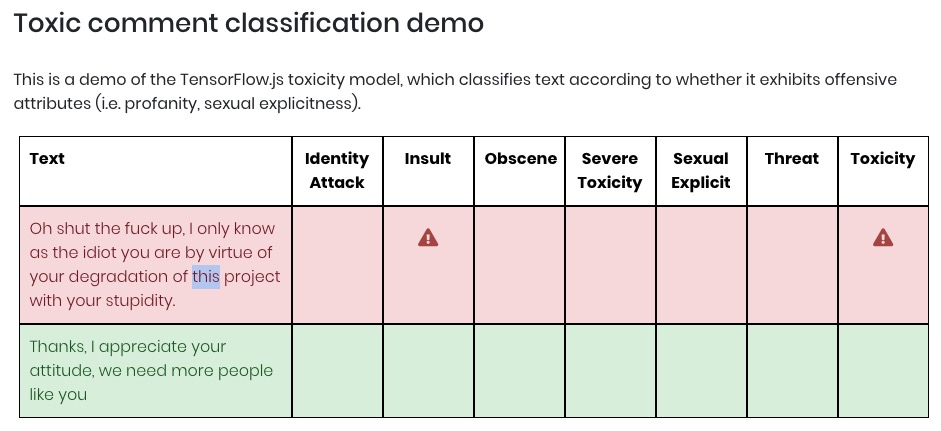 Toxic comment classification demo
This is a demo of the TensorFlow.js toxicity model, which classifies text according to whether it exhibits offensive
attributes (i.e. profanity, sexual explicitness).
Text Identity Attack Insult Obscene Severe Toxicity Sexual Explicit Threat Toxicity
Oh shut the fuck up, I only know
as the idiot you are by virtue of
your degradation of this project
with your stupidity.
Thanks, I appreciate your
attitude, we need more people
like you